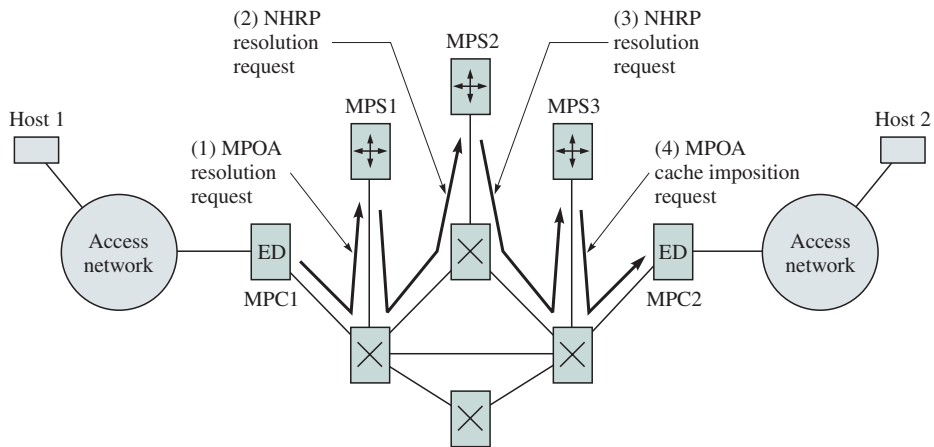 (2) NHRP
resolution
request
(3) NHRP
resolution
request
MPS2
MPS1
MPS3
Host 1
Host 2
(1) MPOA
resolution
request
(4) MPOA
cache imposition
request
Access
network
ED
MPC1
ED
MPC2
Access
network